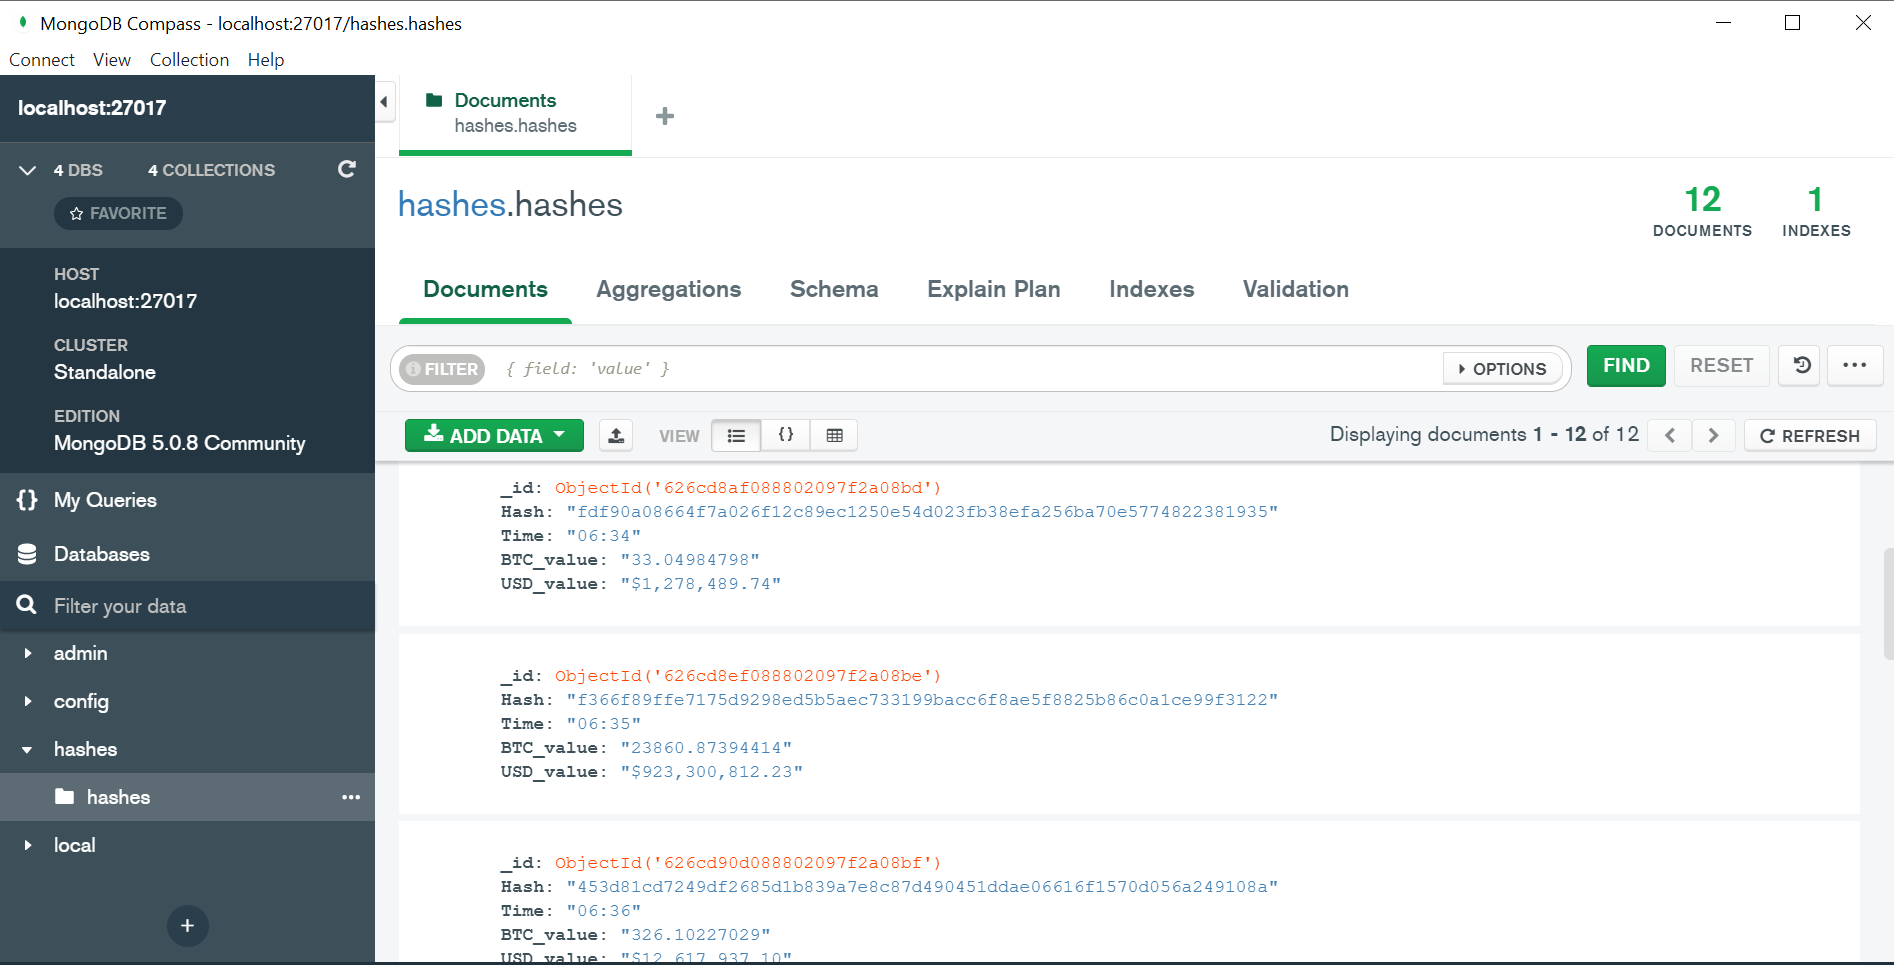 MongoDB Compass - localhost:27017/hashes.hashes
Connect View Collection Help
localhost:27017
4 DBS 4 COLLECTIONS
FAVORITE
HOST
localhost:27017
CLUSTER
Standalone
EDITION
MongoDB 5.0.8 Community
{} My Queries
Databases
Filter your data
admin
config
hashes
hashes
local
Documents
hashes.hashes
hashes.hashes
12 DOCUMENTS
1 INDEXES
Documents Aggregations Schema Explain Plan Indexes Validation
FILTER { field: 'value' } OPTIONS FIND RESET
ADD DATA VIEW {} Displaying documents 1 - 12 of 12 REFRESH
_id: ObjectId('626cd8af088802097f2a08bd')
Hash: "fdf90a08664f7a026f12c89ec1250e54d023fb38efa256ba70e5774822381935"
Time: "06:34"
BTC_value: "33.04984798"
USD_value: "$1,278,489.74"
_id: ObjectId('626cd8ef088802097f2a08be')
Hash: "f366f89ffe7175d9298ed5b5aec733199bacc6f8ae5f8825b86c0a1ce99f3122"
Time: "06:35"
BTC_value: "23860.87394414"
USD_value: "$923,300,812.23"
_id: ObjectId('626cd90d088802097f2a08bf')
Hash: "453d81cd7249df2685d1b839a7e8c87d490451ddae06616f1570d056a249108a"
Time: "06:36"
BTC_value: "326.10227029"
USD_value: "$12,617,937.10"